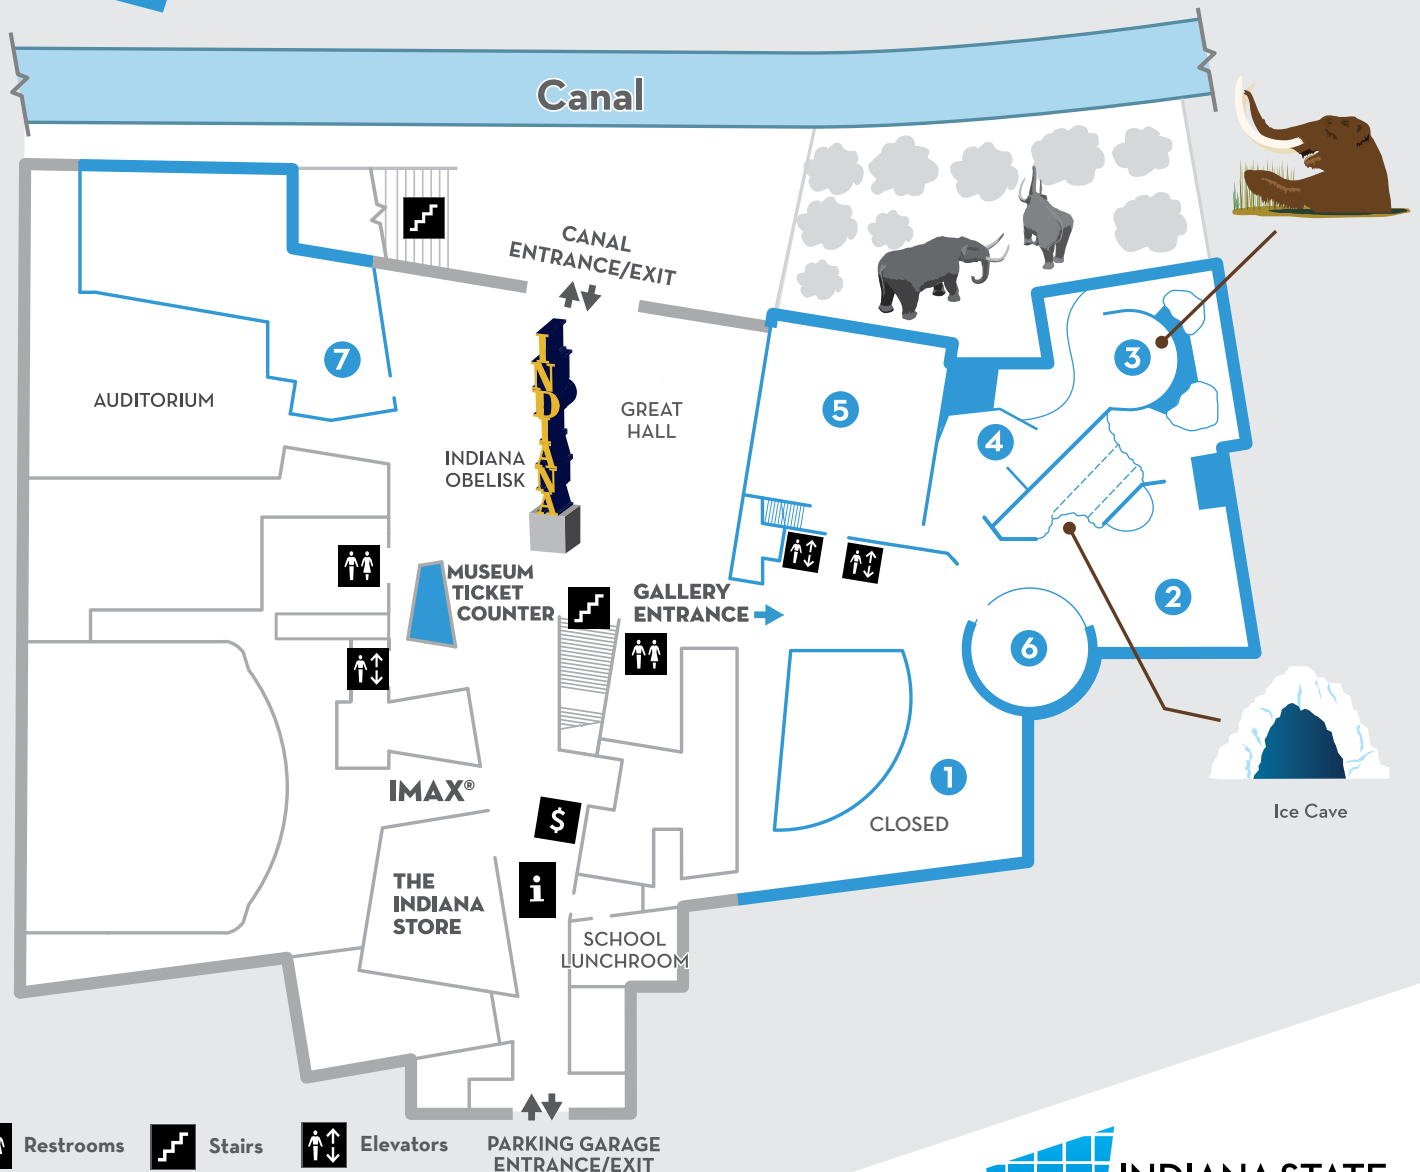 Canal
CANAL
ENTRANCE/EXIT
7
AUDITORIUM
INDIANA
INDIANA
OBELISK
GREAT
HALL
5
3
4
MUSEUM
TICKET
COUNTER
GALLERY
ENTRANCE
2
6
IMAX®
$
1
CLOSED
Ice Cave
i
THE
INDIANA
STORE
SCHOOL
LUNCHROOM
Restrooms
Stairs
Elevators
PARKING GARAGE
ENTRANCE/EXIT
INDIANA STATE